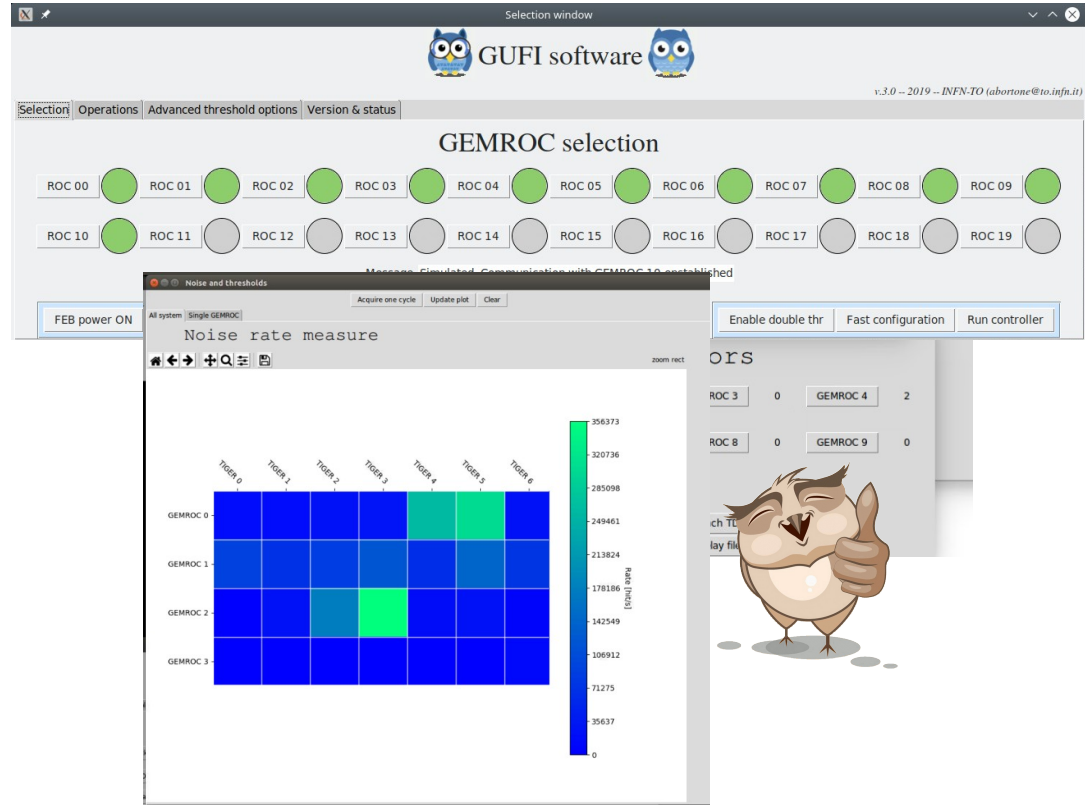 Selection window
GUFI software
v.3.0 -- 2019 -- INFN-TO (abortone@to.infn.it)
Selection Operations Advanced threshold options Version & status
GEMROC selection
ROC 00 ROC 01 ROC 02 ROC 03 ROC 04 ROC 05 ROC 06 ROC 07 ROC 08 ROC 09
ROC 10 ROC 11 ROC 12 ROC 13 ROC 14 ROC 15 ROC 16 ROC 17 ROC 18 ROC 19
FEB power ON Enable double thr Fast configuration Run controller
Noise and thresholds
Acquire one cycle Update plot Clear
All system Single GEMROC
Noise rate measure
zoom rect
TIGER 0 TIGER 1 TIGER 2 TIGER 3 TIGER 4 TIGER 5 TIGER 6
GEMROC 0
GEMROC 1
GEMROC 2
GEMROC 3
356373
320736
285098
249461
213824
178186
142549
106912
71275
35637
0
Rate [hit/s]
ors
ROC 3 0 GEMROC 4 2
ROC 8 0 GEMROC 9 0